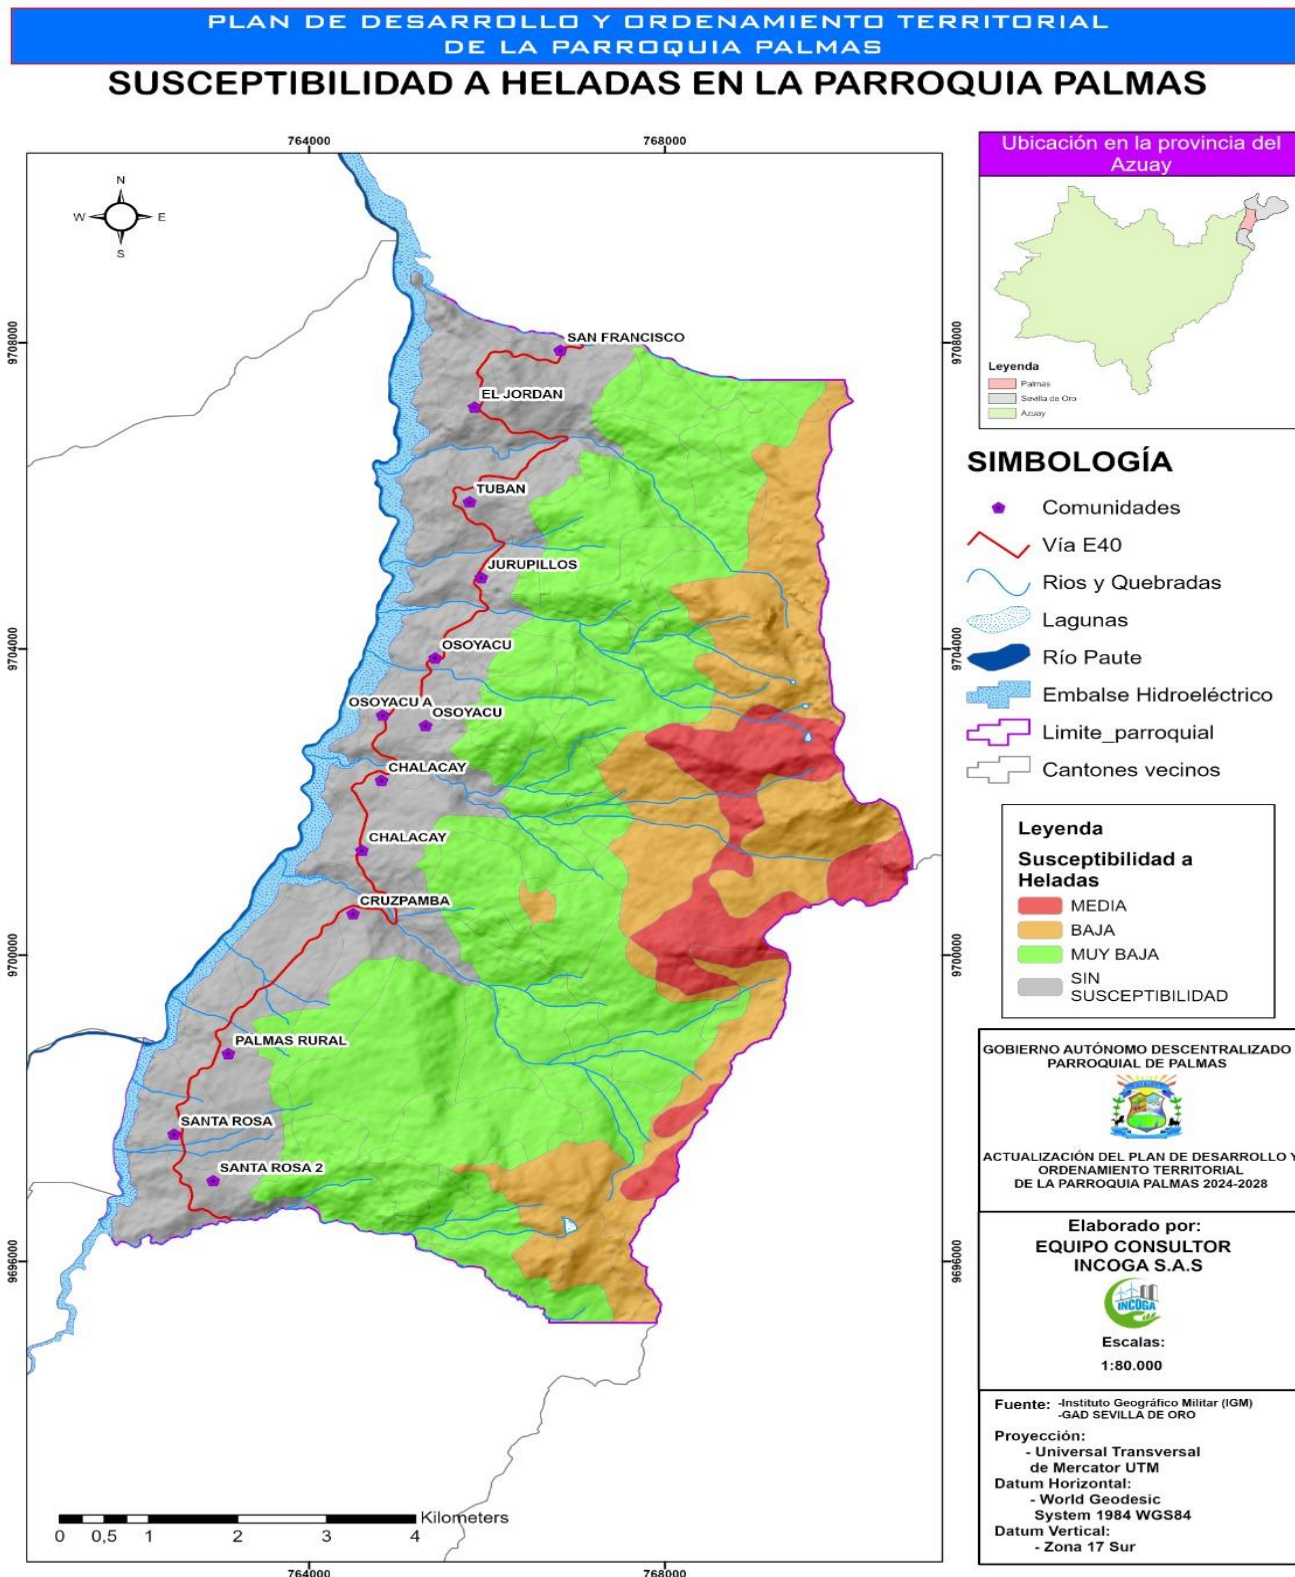 PLAN DE DESARROLLO Y ORDENAMIENTO TERRITORIAL
DE LA PARROQUIA PALMAS
SUSCEPTIBILIDAD A HELADAS EN LA PARROQUIA PALMAS
764000
768000
N
W
E
S
9708000
9708000
9704000
9704000
9700000
9700000
9696000
9696000
SAN FRANCISCO
EL JORDAN
TUBAN
JURUPILLOS
OSOYACU
OSOYACU A
OSOYACU
CHALACAY
CHALACAY
CRUZPAMBA
PALMAS RURAL
SANTA ROSA
SANTA ROSA 2
Kilometers
0 0,5 1 2 3 4
764000
768000
Ubicación en la provincia del
Azuay
Leyenda
Palmas
Sevilla de Oro
Azuay
SIMBOLOGÍA
Comunidades
Vía E40
Rios y Quebradas
Lagunas
Río Paute
Embalse Hidroeléctrico
Limite_parroquial
Cantones vecinos
Leyenda
Susceptibilidad a
Heladas
MEDIA
BAJA
MUY BAJA
SIN
SUSCEPTIBILIDAD
GOBIERNO AUTÓNOMO DESCENTRALIZADO
PARROQUIAL DE PALMAS
ACTUALIZACIÓN DEL PLAN DE DESARROLLO Y
ORDENAMIENTO TERRITORIAL
DE LA PARROQUIA PALMAS 2024-2028
Elaborado por:
EQUIPO CONSULTOR
INCOGA S.A.S
INCOGA
Escalas:
1:80.000
Fuente: -Instituto Geográfico Militar (IGM)
-GAD SEVILLA DE ORO
Proyección:
- Universal Transversal
de Mercator UTM
Datum Horizontal:
- World Geodesic
System 1984 WGS84
Datum Vertical:
- Zona 17 Sur